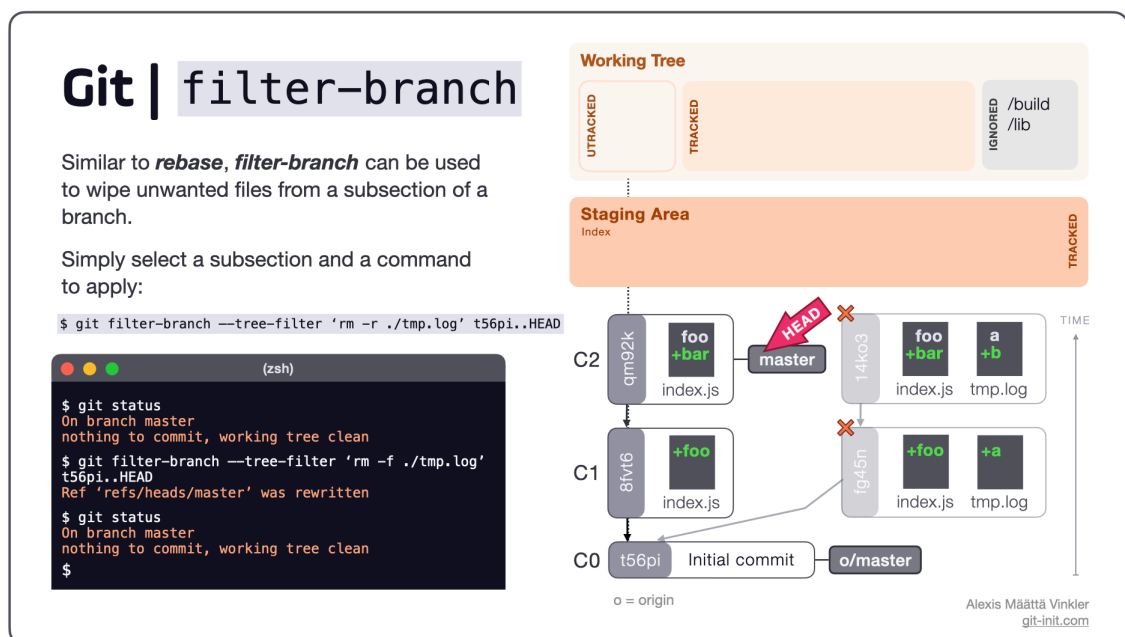 Git | filter-branch
Similar to rebase, filter-branch can be used
to wipe unwanted files from a subsection of a
branch.
Simply select a subsection and a command
to apply:
$ git filter-branch --tree-filter ‘rm -r ./tmp.log’ t56pi..HEAD
(zsh)
$ git status
On branch master
nothing to commit, working tree clean
$ git filter-branch --tree-filter ‘rm -f ./tmp.log’
t56pi..HEAD
Ref ‘refs/heads/master’ was rewritten
$ git status
On branch master
nothing to commit, working tree clean
$
Working Tree
UTRACKED
TRACKED
IGNORED
/build
/lib
Staging Area
Index
TRACKED
TIME
C2
qm92k
foo
+bar
index.js
HEAD
master
14ko3
foo
+bar
index.js
a
+b
tmp.log
C1
8fvt6
+foo
index.js
fg45n
+foo
index.js
+a
tmp.log
C0
t56pi
Initial commit
o/master
o = origin
Alexis Määttä Vinkler
git-init.com